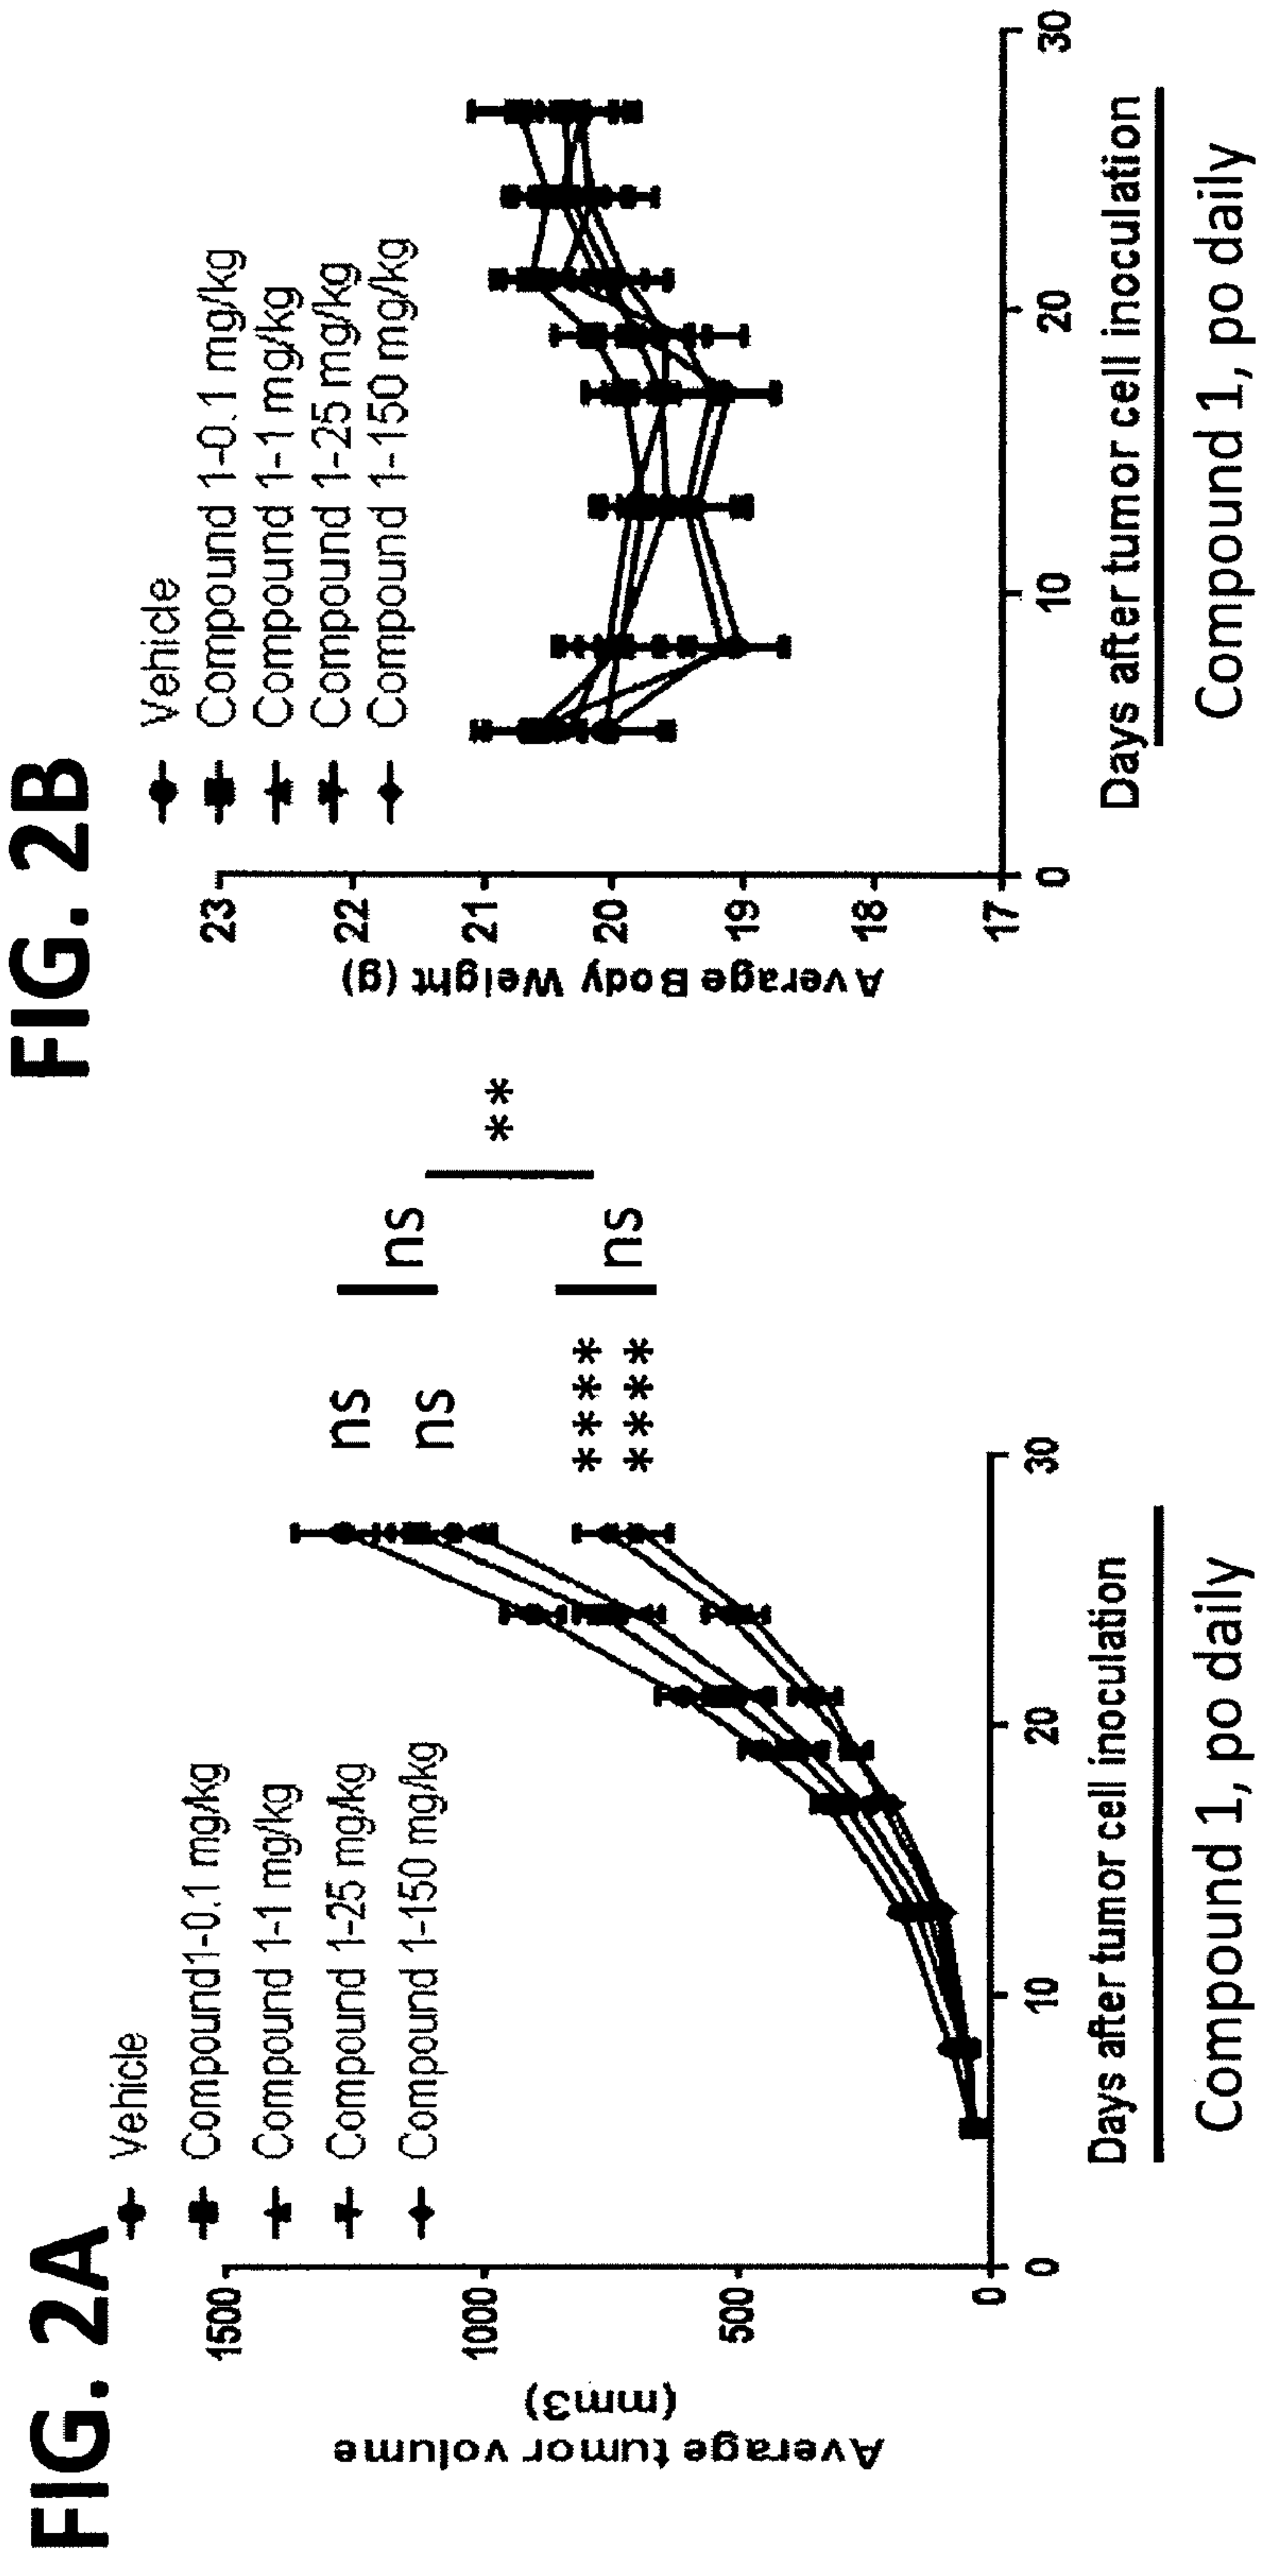 FIG. 2A
Vehicle
Compound1-0.1 mg/kg
Compound 1-1 mg/kg
Compound 1-25 mg/kg
Compound 1-150 mg/kg
Average tumor volume
(mm3)
1500
1000
500
0
0
10
20
30
ns
ns
****
****
ns
ns
**
Days after tumor cell inoculation
Compound 1, po daily
FIG. 2B
Vehicle
Compound 1-0.1 mg/kg
Compound 1-1 mg/kg
Compound 1-25 mg/kg
Compound 1-150 mg/kg
Average Body Weight (g)
23
22
21
20
19
18
17
0
10
20
30
Days after tumor cell inoculation
Compound 1, po daily